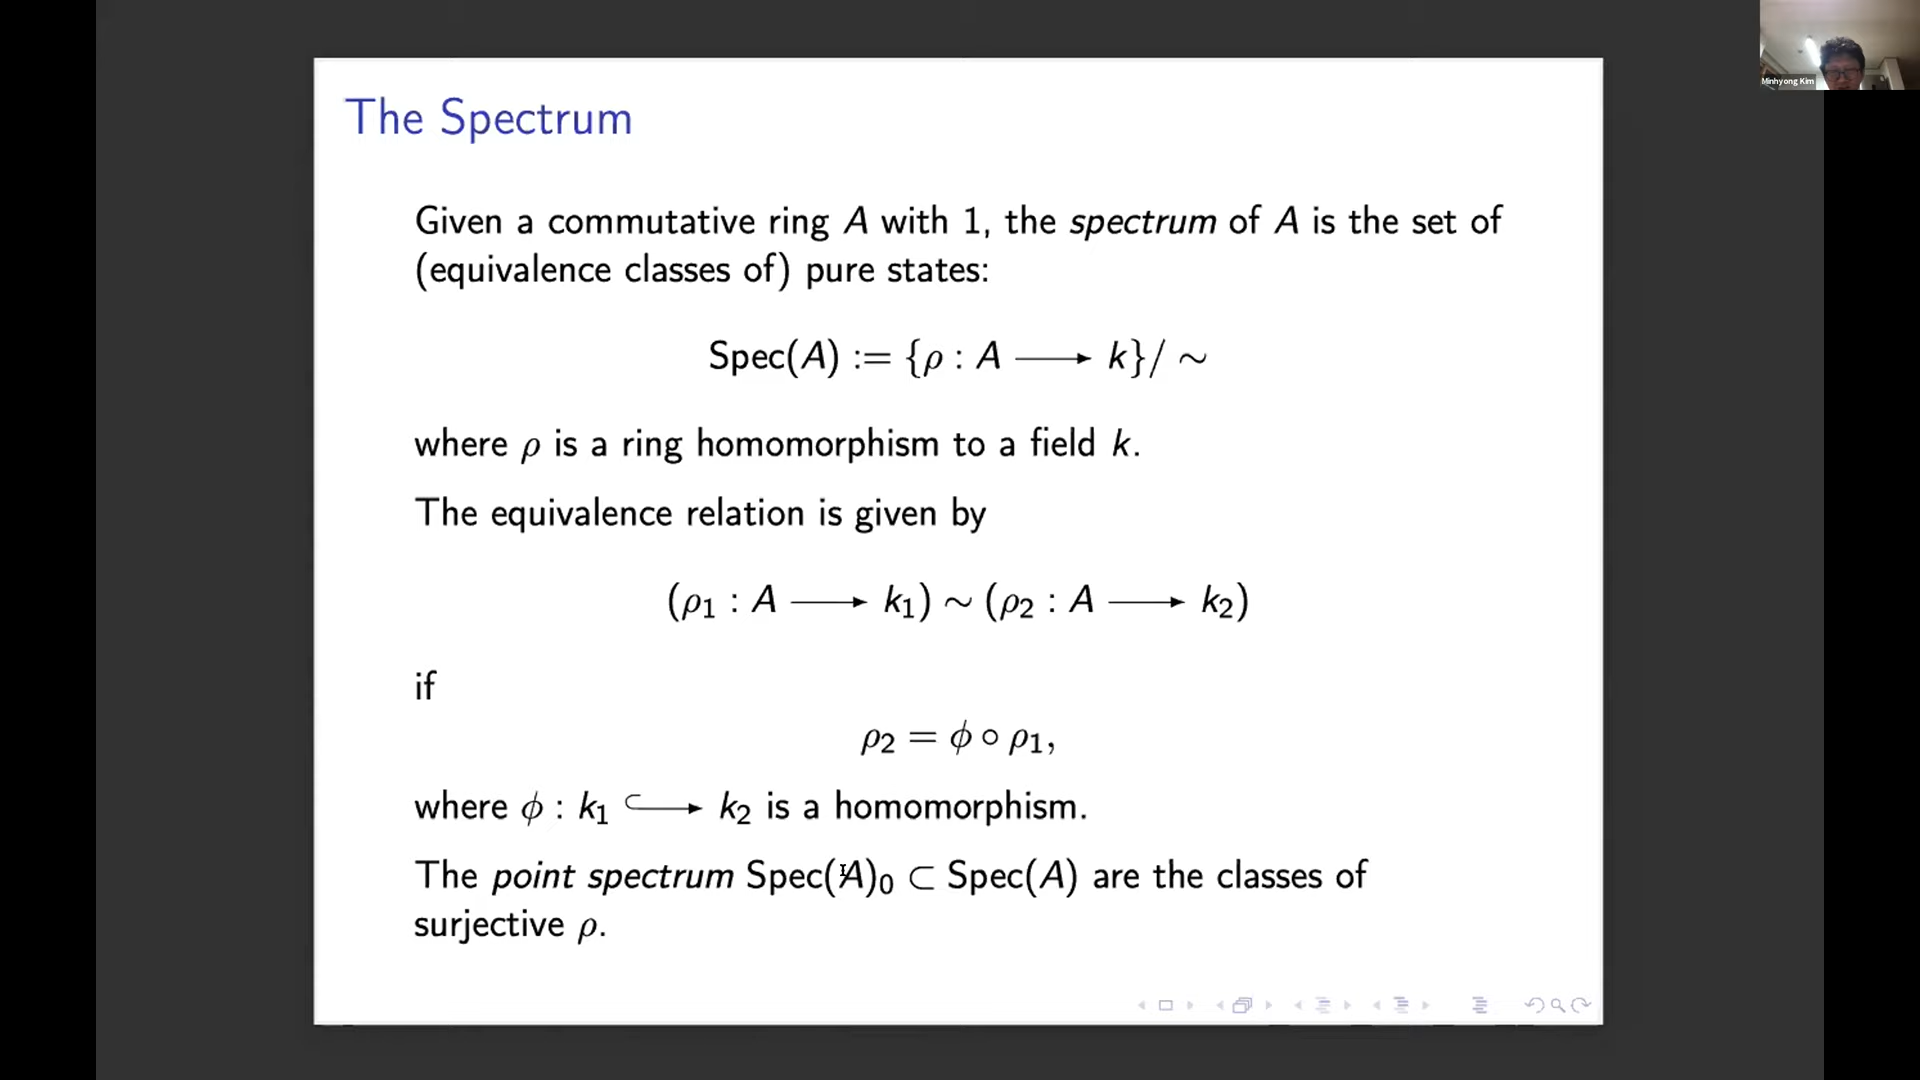 Minhyong Kim
The Spectrum
Given a commutative ring A with 1, the spectrum of A is the set of
(equivalence classes of) pure states:
Spec(A) := {ρ : A ⟶ k}/ ∼
where ρ is a ring homomorphism to a field k.
The equivalence relation is given by
(ρ₁ : A ⟶ k₁) ∼ (ρ₂ : A ⟶ k₂)
if
ρ₂ = ϕ ∘ ρ₁,
where ϕ : k₁ ↪ k₂ is a homomorphism.
The point spectrum Spec(A)₀ ⊂ Spec(A) are the classes of
surjective ρ.